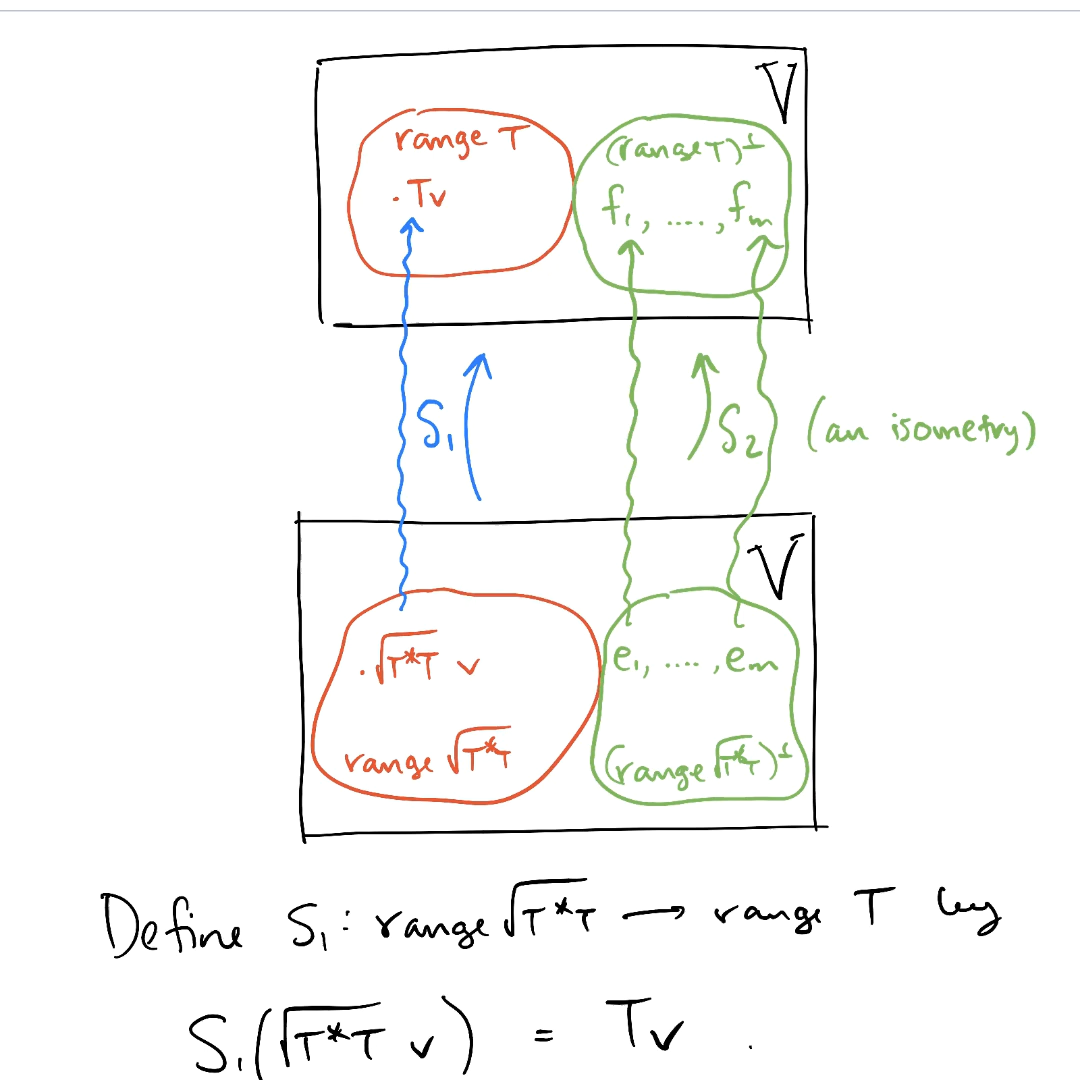 V
range T
(range T)⊥
. Tv
f₁, ...., fₘ
S₁
S₂
(an isometry)
V
. √T*T v
e₁, ...., eₘ
range √T*T
(range √T*T)⊥
Define S₁ : range √T*T → range T by
S₁(√T*T v) = Tv .